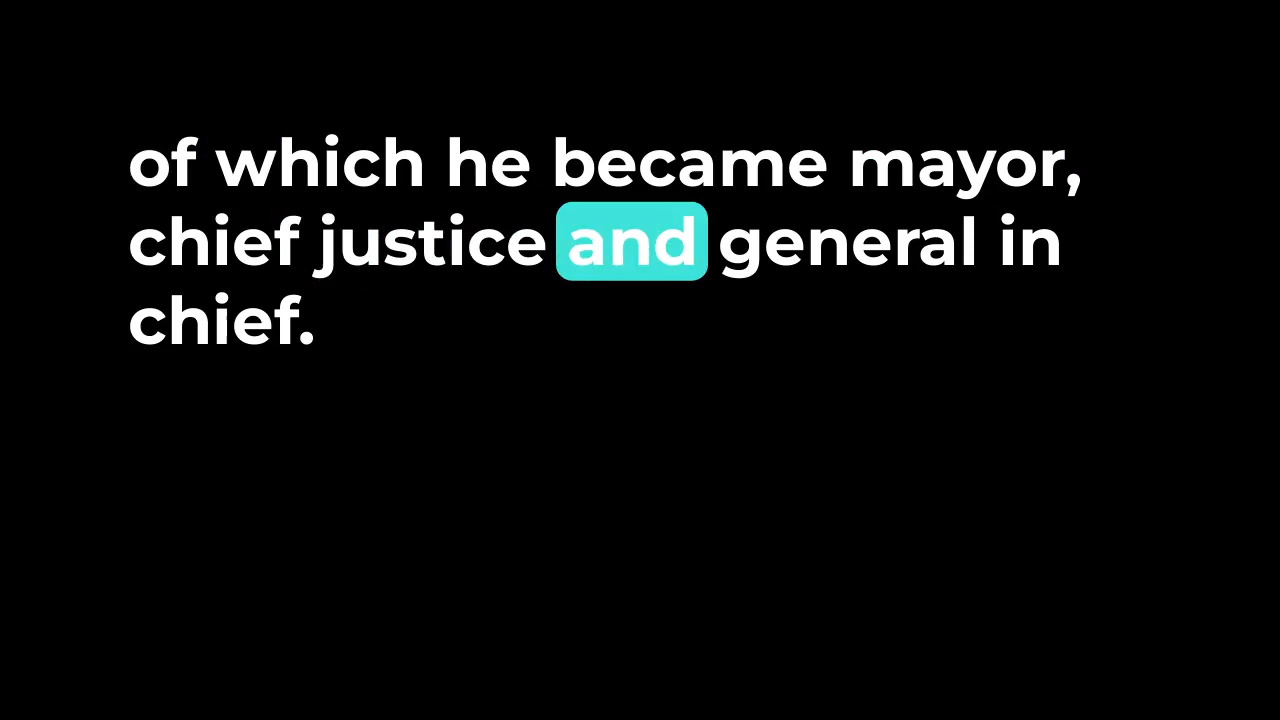 of which he became mayor,
chief justice and general in
chief.